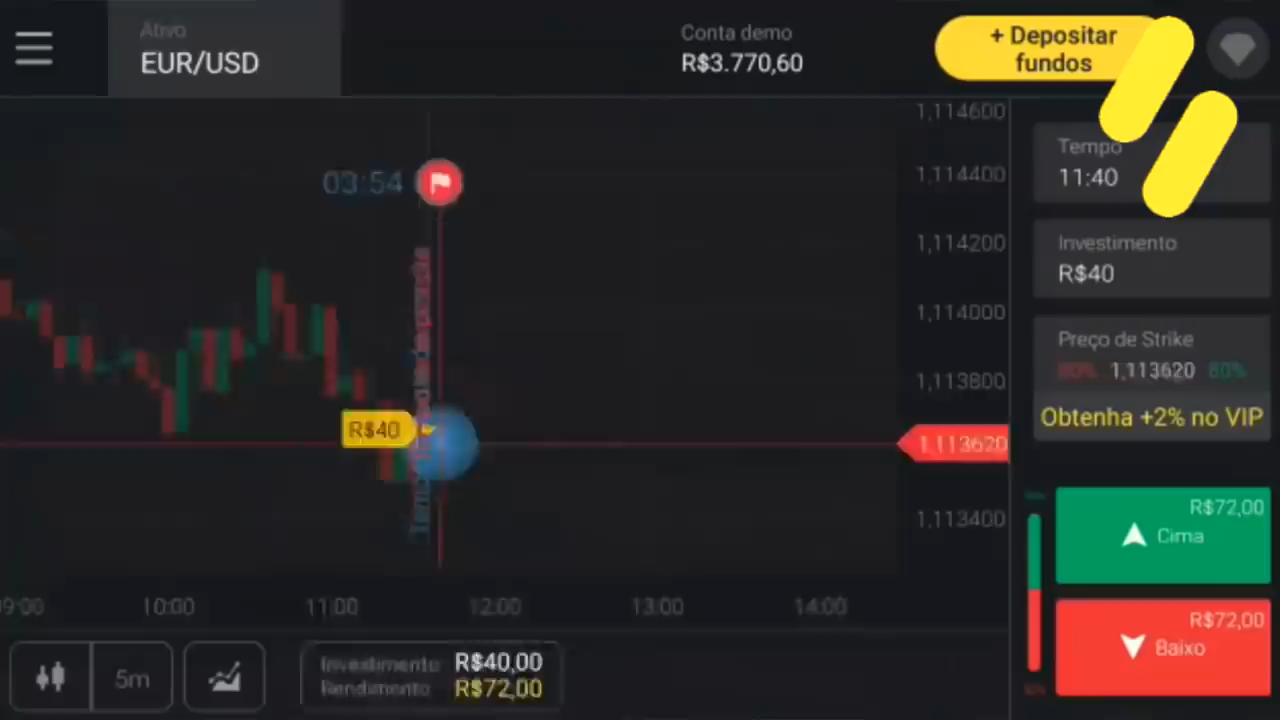 Ativo
EUR/USD
Conta demo
R$3.770,60
+ Depositar
fundos
1,114600
1,114400
1,114200
1,114000
1,113800
1,113620
1,113400
03:54
R$40
09:00 10:00 11:00 12:00 13:00 14:00
5m
Investimento R$40,00
Rendimento R$72,00
Tempo
11:40
Investimento
R$40
Preço de Strike
80% 1,113620 80%
Obtenha +2% no VIP
R$72,00
Cima
R$72,00
Baixo